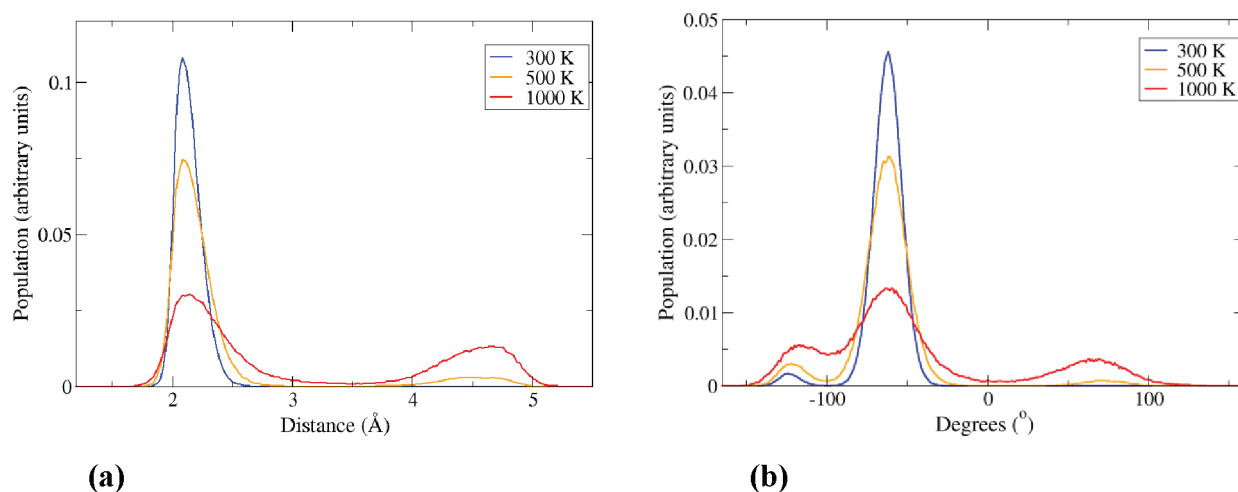 300 K
500 K
1000 K
0.1
0.05
0
2
3
4
5
Population (arbitrary units)
Distance (Å)
(a)
300 K
500 K
1000 K
0.05
0.04
0.03
0.02
0.01
0
-100
0
100
Population (arbitrary units)
Degrees (°)
(b)